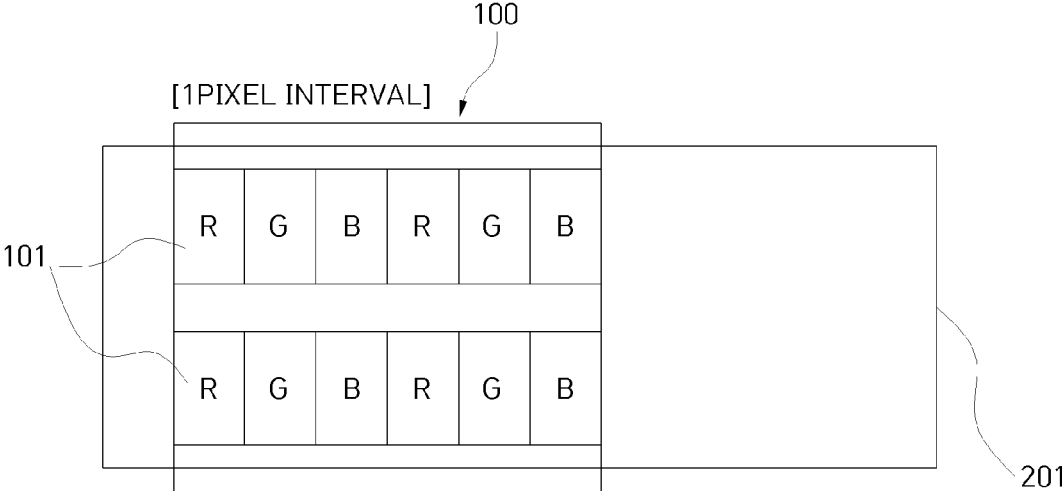 100
[1PIXEL INTERVAL]
R G B R G B
101
R G B R G B
201